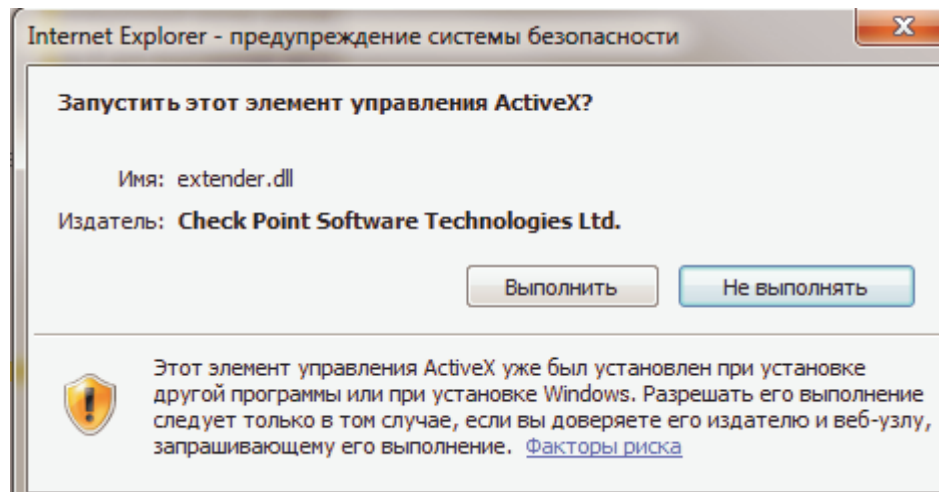 Internet Explorer - предупреждение системы безопасности
Запустить этот элемент управления ActiveX?
Имя: extender.dll
Издатель: Check Point Software Technologies Ltd.
Выполнить Не выполнять
Этот элемент управления ActiveX уже был установлен при установке
другой программы или при установке Windows. Разрешать его выполнение
следует только в том случае, если вы доверяете его издателю и веб-узлу,
запрашивающему его выполнение. Факторы риска